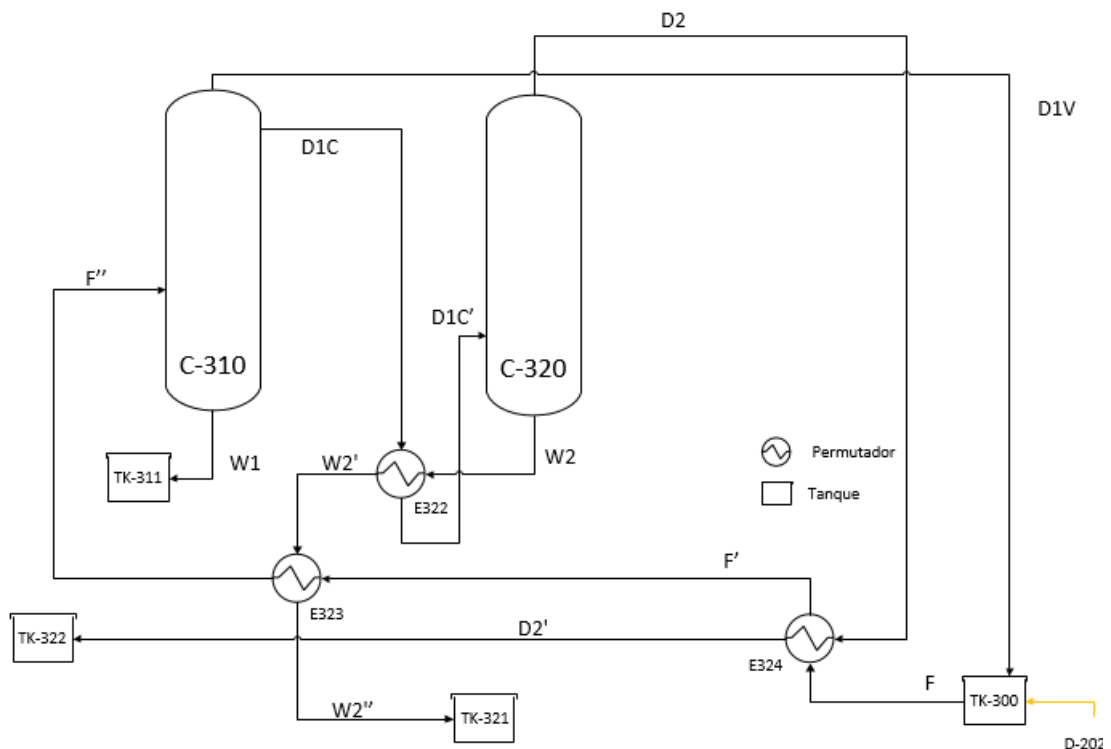 D2
D1V
D1C
F''
D1C'
C-310
C-320
W2
W2'
W1
TK-311
E322
Permutador
Tanque
F'
E323
TK-322
D2'
E324
F
TK-300
W2''
TK-321
D-202